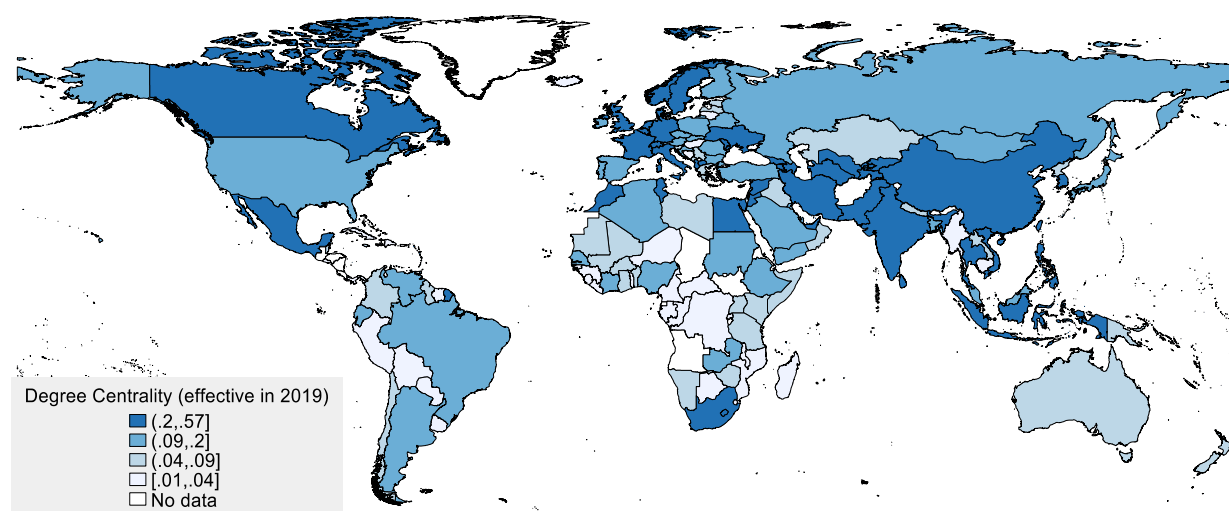 Degree Centrality (effective in 2019)
(.2,.57]
(.09,.2]
(.04,.09]
[.01,.04]
No data